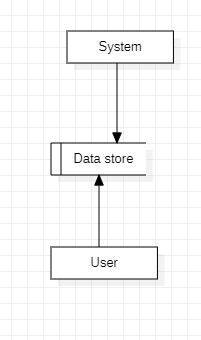 System
Data store
User